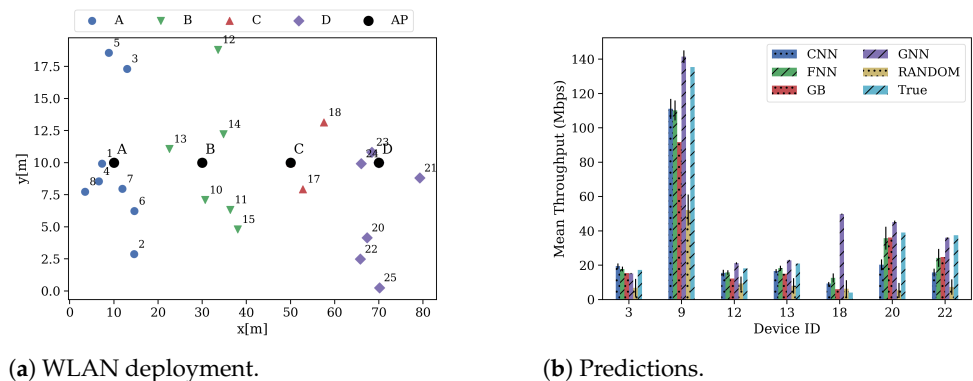 A B C D AP
5 12
17.5 3
15.0
14 18
12.5 13 23
y[m] 10.0 1 A B C 24 D
8 4 7 17 21
7.5 10
6 11
5.0 15 20
2 22
2.5
25
0.0
0 10 20 30 40 50 60 70 80
x[m]
(a) WLAN deployment.
Mean Throughput (Mbps)
140
120
100
80
60
40
20
0
CNN GNN
FNN RANDOM
GB True
3 9 12 13 18 20 22
Device ID
(b) Predictions.